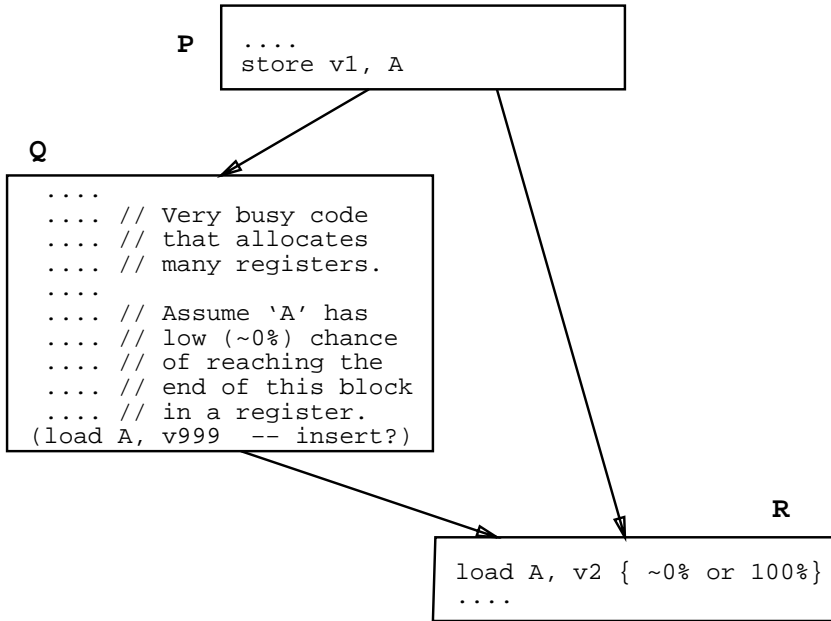 P
....
store v1, A
Q
....
.... // Very busy code
.... // that allocates
.... // many registers.
....
.... // Assume ‘A’ has
.... // low (~0%) chance
.... // of reaching the
.... // end of this block
.... // in a register.
(load A, v999  -- insert?)
R
load A, v2 { ~0% or 100%}
....